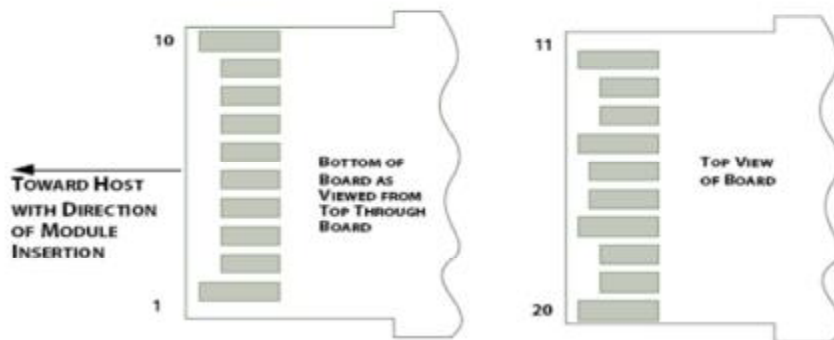 10
BOTTOM OF
BOARD AS
VIEWED FROM
TOP THROUGH
BOARD
TOWARD HOST
WITH DIRECTION
OF MODULE
INSERTION
1
11
TOP VIEW
OF BOARD
20